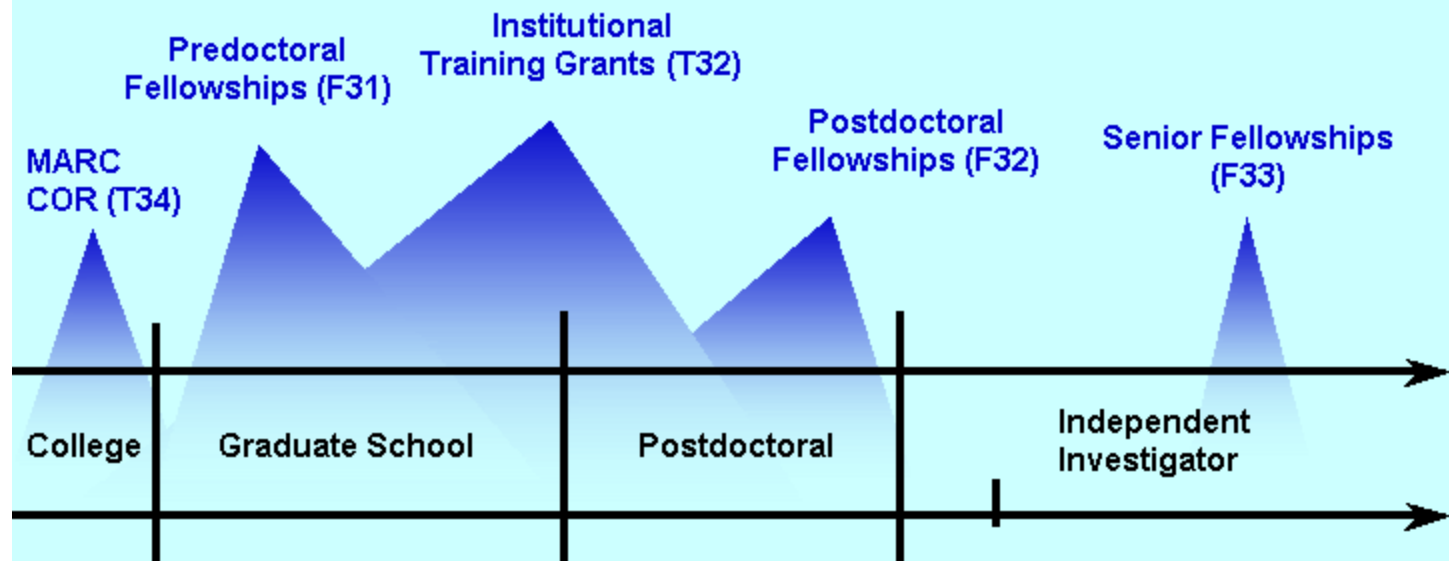 Institutional
Training Grants (T32)
Predoctoral
Fellowships (F31)
Postdoctoral
Fellowships (F32)
Senior Fellowships
(F33)
MARC
COR (T34)
College
Graduate School
Postdoctoral
Independent
Investigator